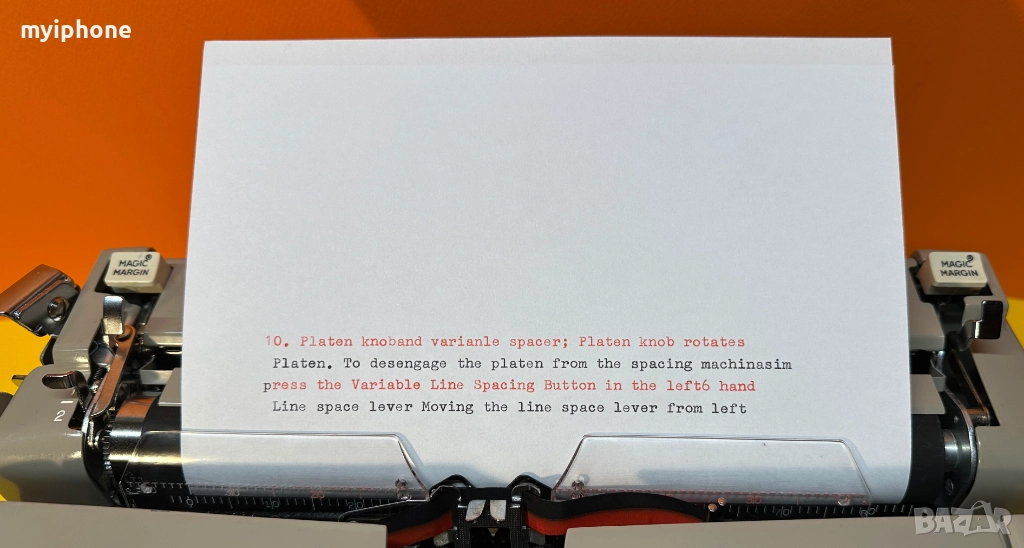 myiphone
MAGIC
MARGIN
MAGIC
MARGIN
10. Platen knoband varianle spacer; Platen knob rotates
Platen. To desengage the platen from the spacing machinasim
press the Variable Line Spacing Button in the left6 hand
Line space lever Moving the line space lever from left
2
BAZAR